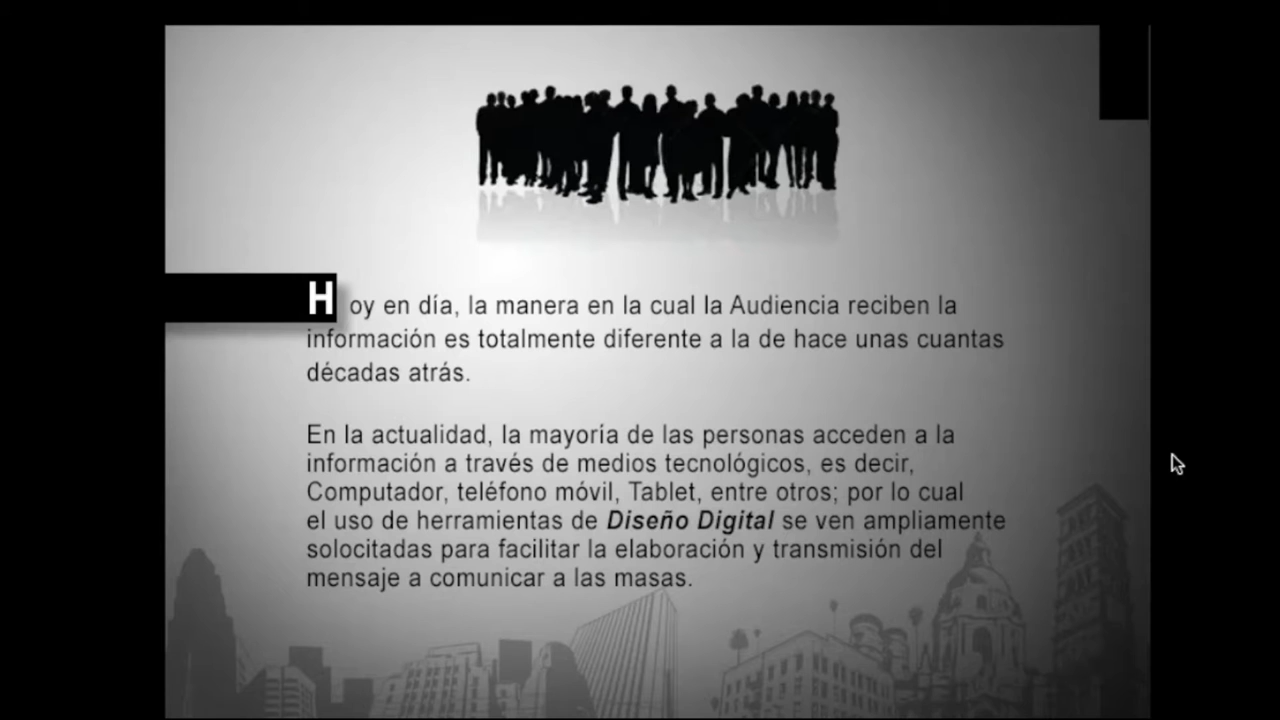 Hoy en día, la manera en la cual la Audiencia reciben la
información es totalmente diferente a la de hace unas cuantas
décadas atrás.
En la actualidad, la mayoría de las personas acceden a la
información a través de medios tecnológicos, es decir,
Computador, teléfono móvil, Tablet, entre otros; por lo cual
el uso de herramientas de Diseño Digital se ven ampliamente
solocitadas para facilitar la elaboración y transmisión del
mensaje a comunicar a las masas.